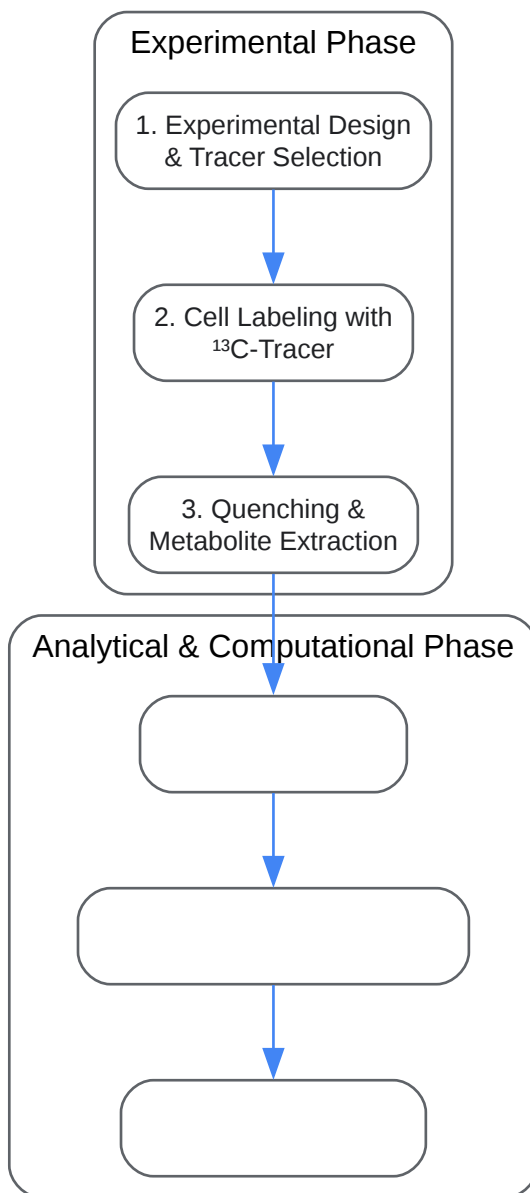 Experimental Phase
1. Experimental Design
& Tracer Selection
2. Cell Labeling with
¹³C-Tracer
3. Quenching &
Metabolite Extraction
Analytical & Computational Phase